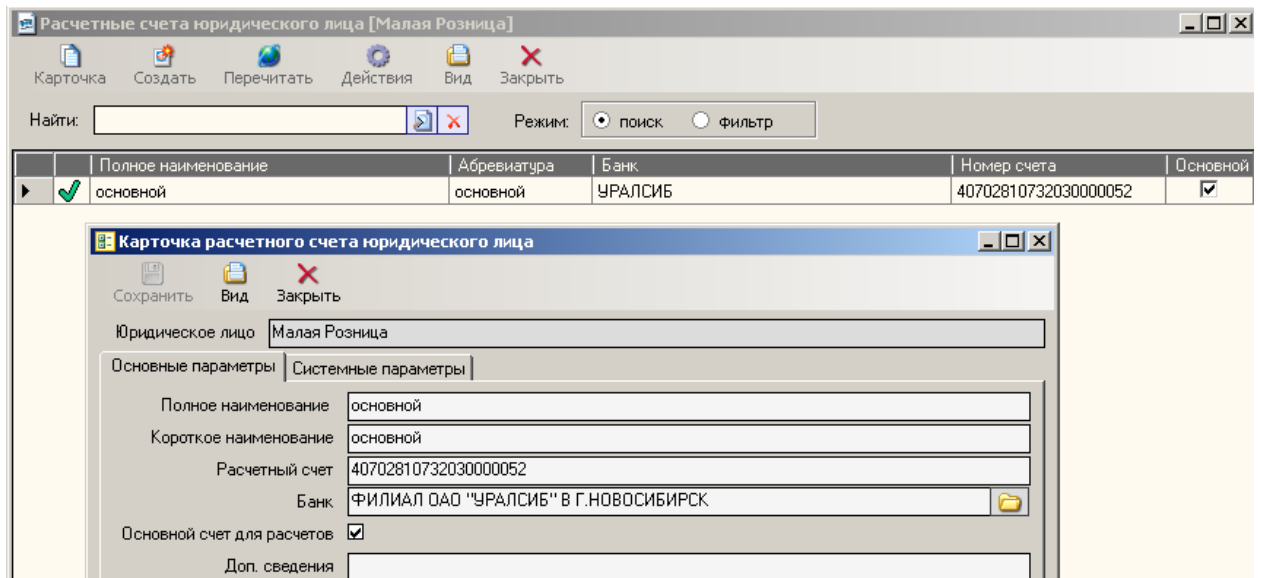 Расчетные счета юридического лица [Малая Розница]
Карточка Создать Перечитать Действия Вид Закрыть
Найти: Режим: поиск фильтр
Полное наименование Абревиатура Банк Номер счета Основной
основной основной УРАЛСИБ 40702810732030000052
Карточка расчетного счета юридического лица
Сохранить Вид Закрыть
Юридическое лицо Малая Розница
Основные параметры Системные параметры
Полное наименование основной
Короткое наименование основной
Расчетный счет 40702810732030000052
Банк ФИЛИАЛ ОАО "УРАЛСИБ" В Г.НОВОСИБИРСК
Основной счет для расчетов
Доп. сведения